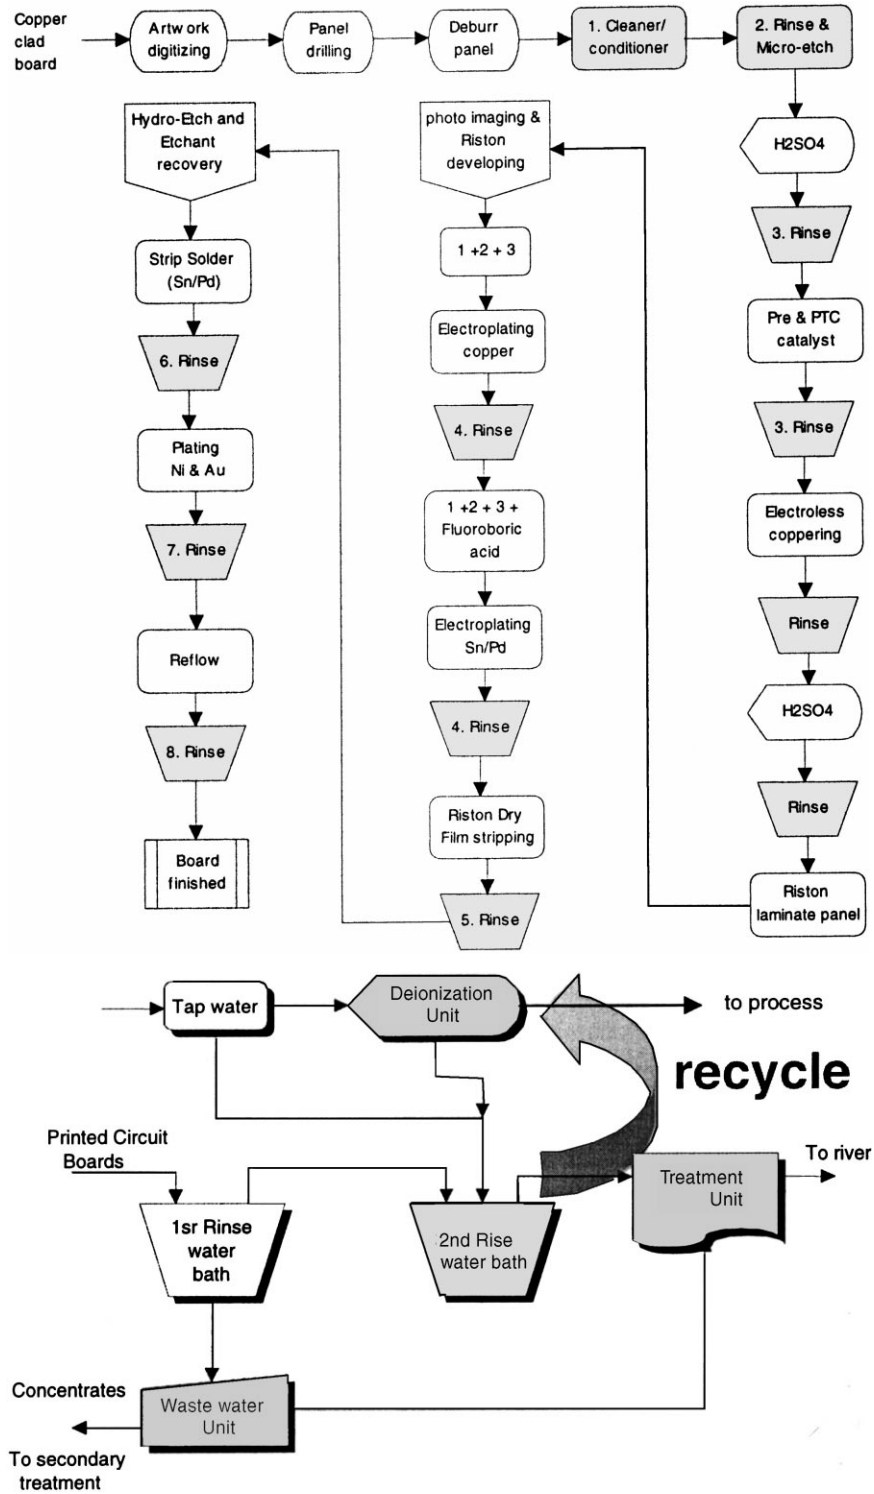 Copper
clad
board
Artwork
digitizing
Panel
drilling
Deburr
panel
1. Cleaner/
conditioner
2. Rinse &
Micro-etch
H2SO4
3. Rinse
Pre & PTC
catalyst
3. Rinse
Electroless
coppering
Rinse
H2SO4
Rinse
Riston
laminate panel
photo imaging &
Riston
developing
1 +2 + 3
Electroplating
copper
4. Rinse
1 +2 + 3 +
Fluoroboric
acid
Electroplating
Sn/Pd
4. Rinse
Riston Dry
Film stripping
5. Rinse
Hydro-Etch and
Etchant
recovery
Strip Solder
(Sn/Pd)
6. Rinse
Plating
Ni & Au
7. Rinse
Reflow
8. Rinse
Board
finished
Tap water
Deionization
Unit
to process
recycle
Printed Circuit
Boards
1sr Rinse
water
bath
2nd Rise
water bath
Treatment
Unit
To river
Concentrates
Waste water
Unit
To secondary
treatment